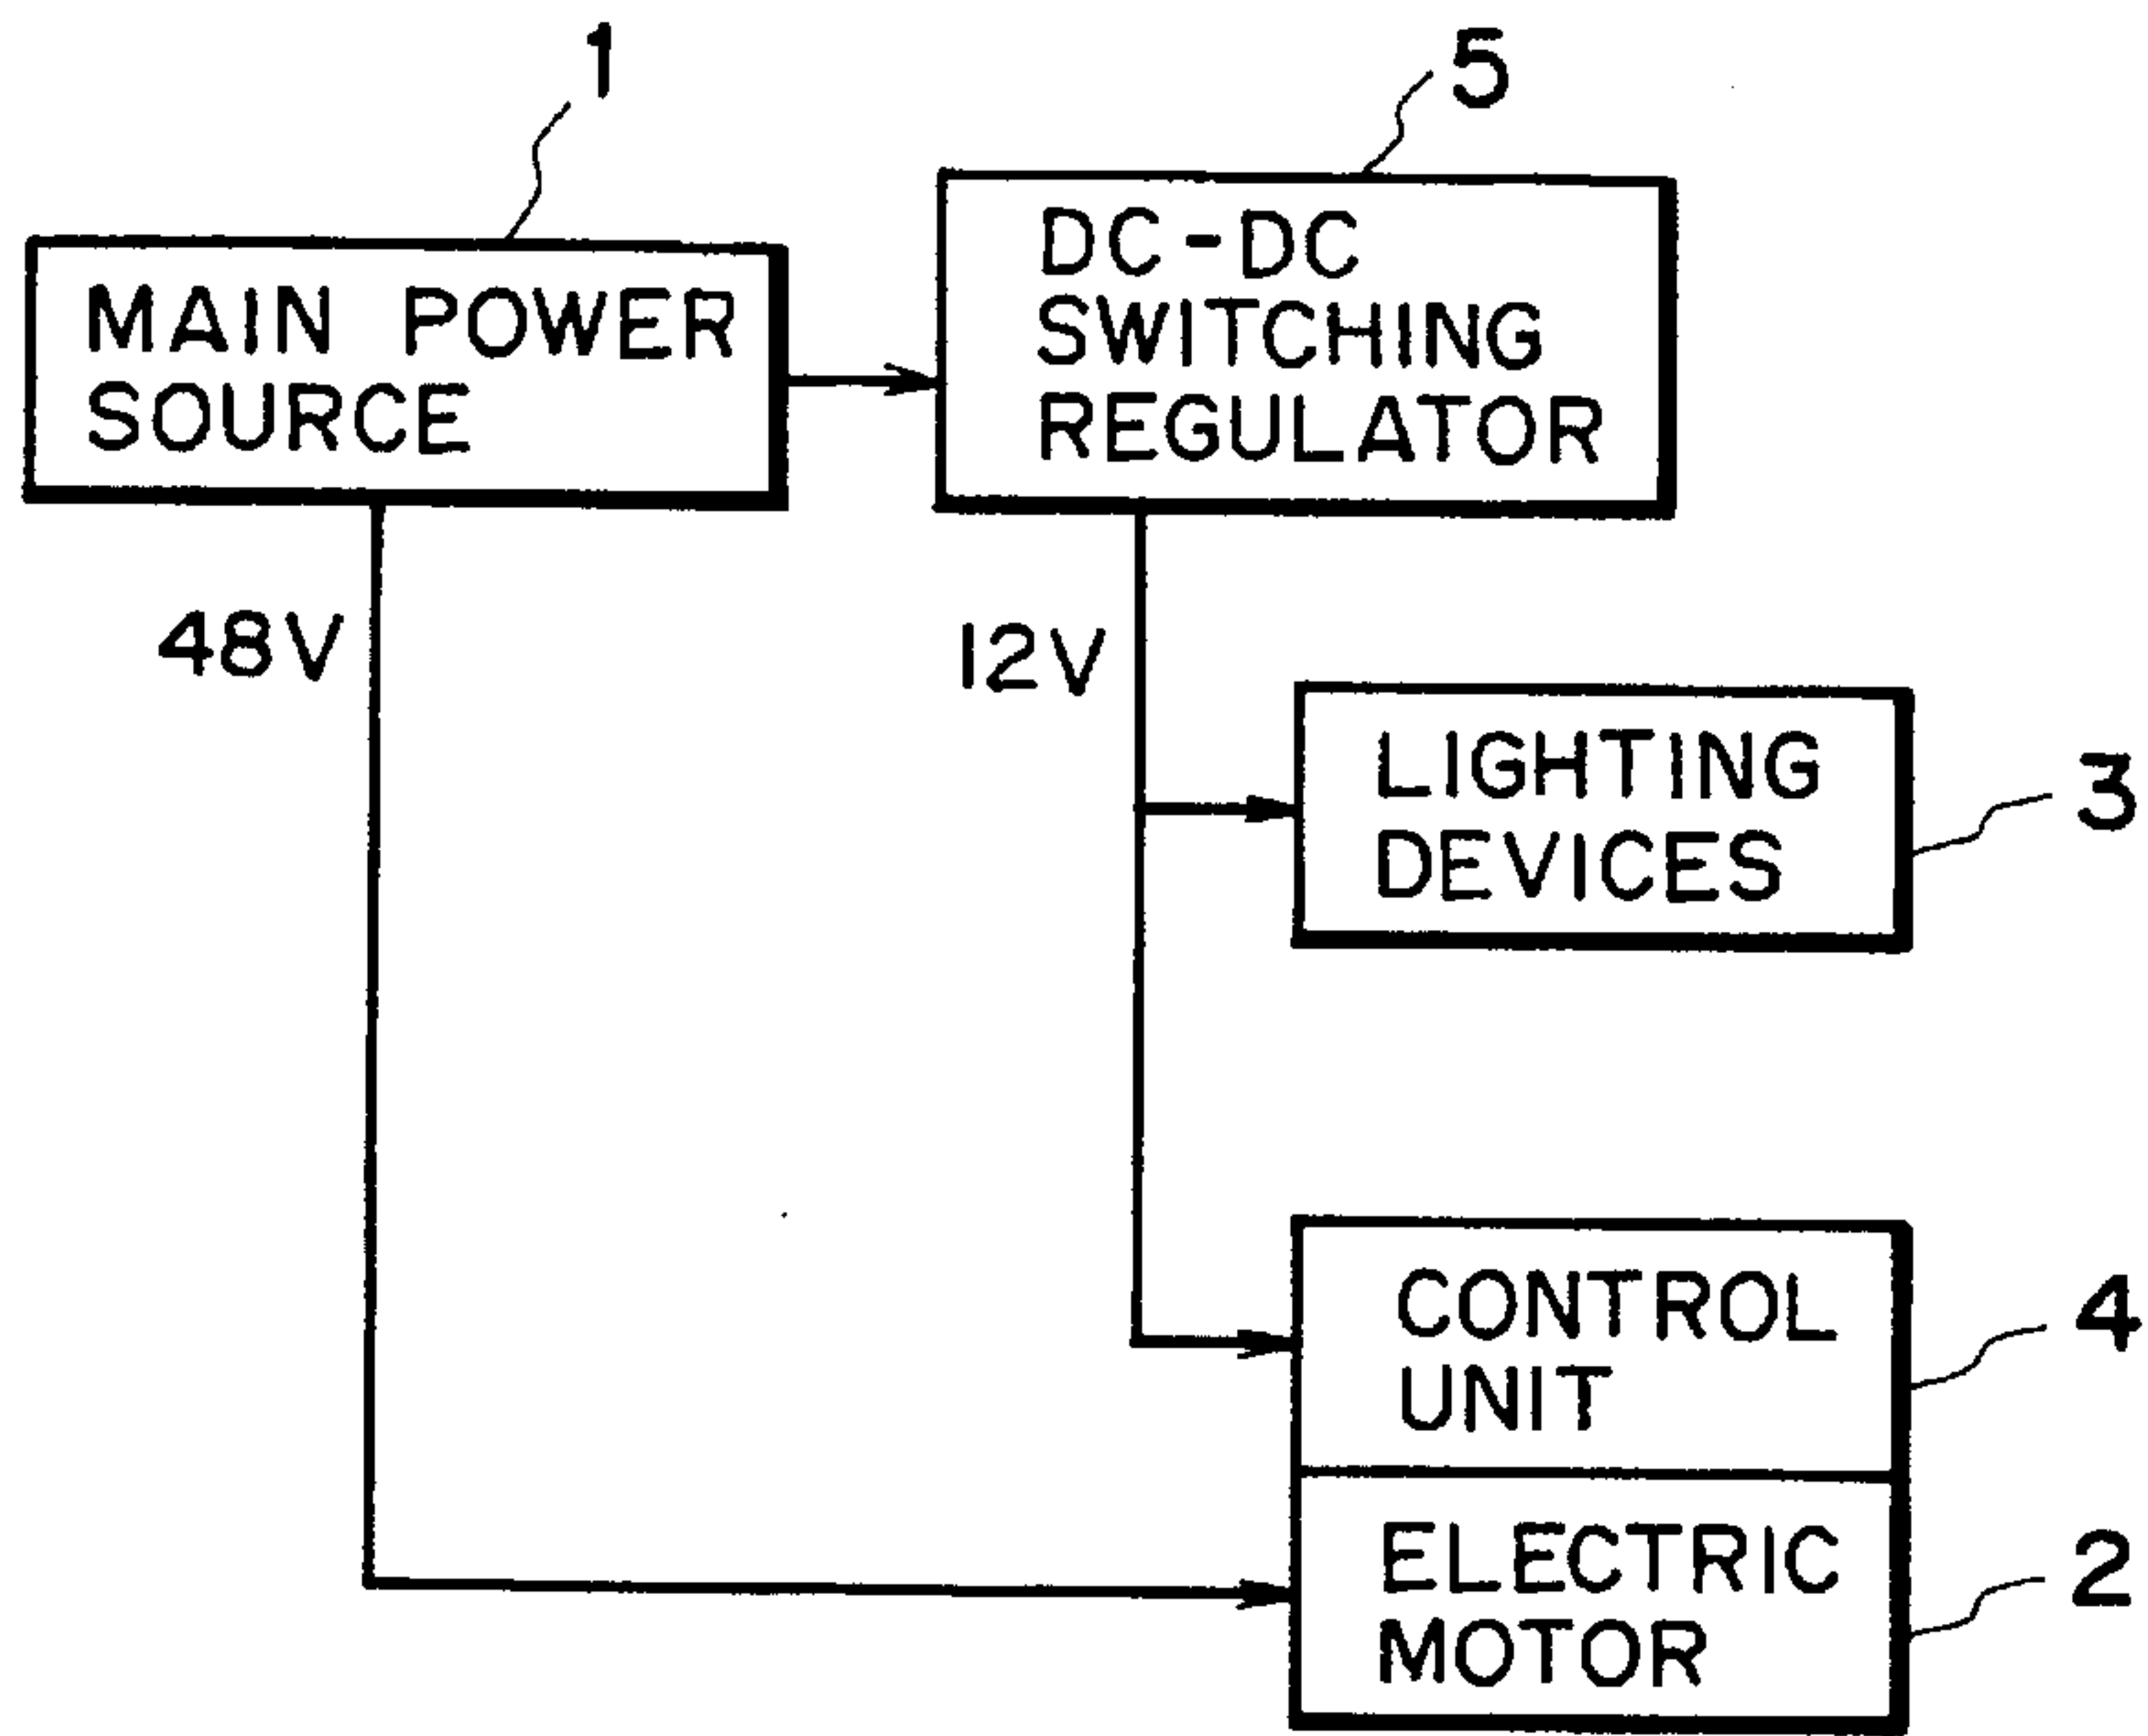 1
5
MAIN POWER
SOURCE
DC-DC
SWITCHING
REGULATOR
48V
12V
LIGHTING
DEVICES
3
CONTROL
UNIT
4
ELECTRIC
MOTOR
2